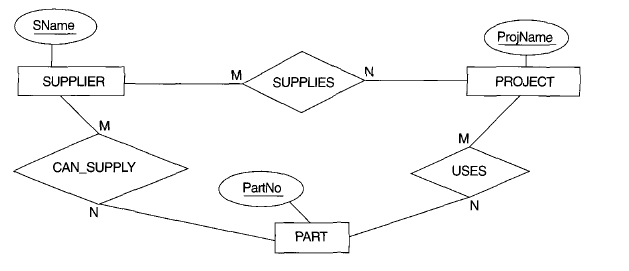 SName
ProjName
SUPPLIER
M
SUPPLIES
N
PROJECT
M
M
CAN_SUPPLY
USES
PartNo
N
N
PART